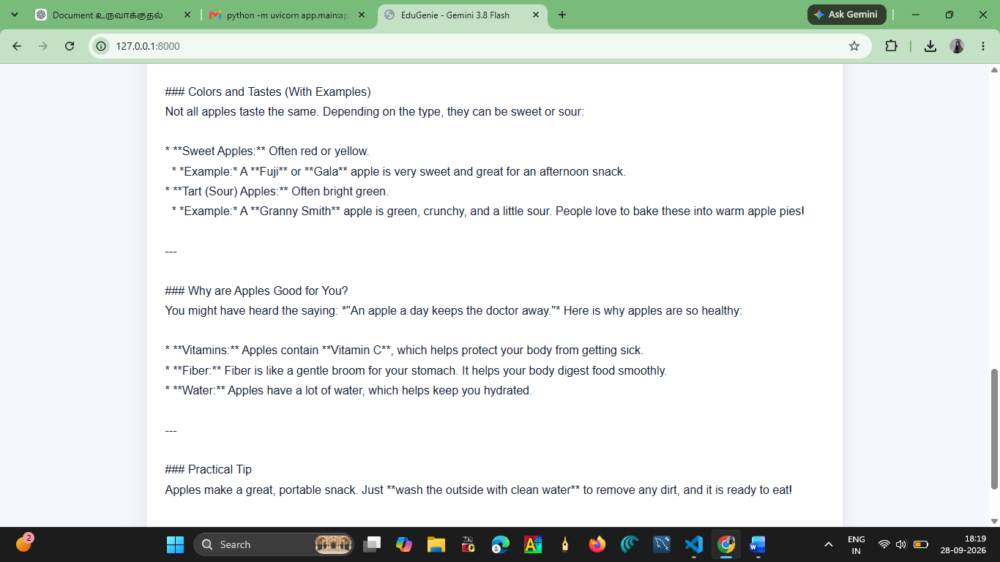 Document உருவாக்குதல்
python -m uvicorn app.main:ap
EduGenie - Gemini 3.8 Flash
Ask Gemini
127.0.0.1:8000
### Colors and Tastes (With Examples)
Not all apples taste the same. Depending on the type, they can be sweet or sour:
* **Sweet Apples:** Often red or yellow.
* *Example:* A **Fuji** or **Gala** apple is very sweet and great for an afternoon snack.
* **Tart (Sour) Apples:** Often bright green.
* *Example:* A **Granny Smith** apple is green, crunchy, and a little sour. People love to bake these into warm apple pies!
---
### Why are Apples Good for You?
You might have heard the saying: *"An apple a day keeps the doctor away."* Here is why apples are so healthy:
* **Vitamins:** Apples contain **Vitamin C**, which helps protect your body from getting sick.
* **Fiber:** Fiber is like a gentle broom for your stomach. It helps your body digest food smoothly.
* **Water:** Apples have a lot of water, which helps keep you hydrated.
---
### Practical Tip
Apples make a great, portable snack. Just **wash the outside with clean water** to remove any dirt, and it is ready to eat!
2
Search
ENG
IN
18:19
28-09-2026